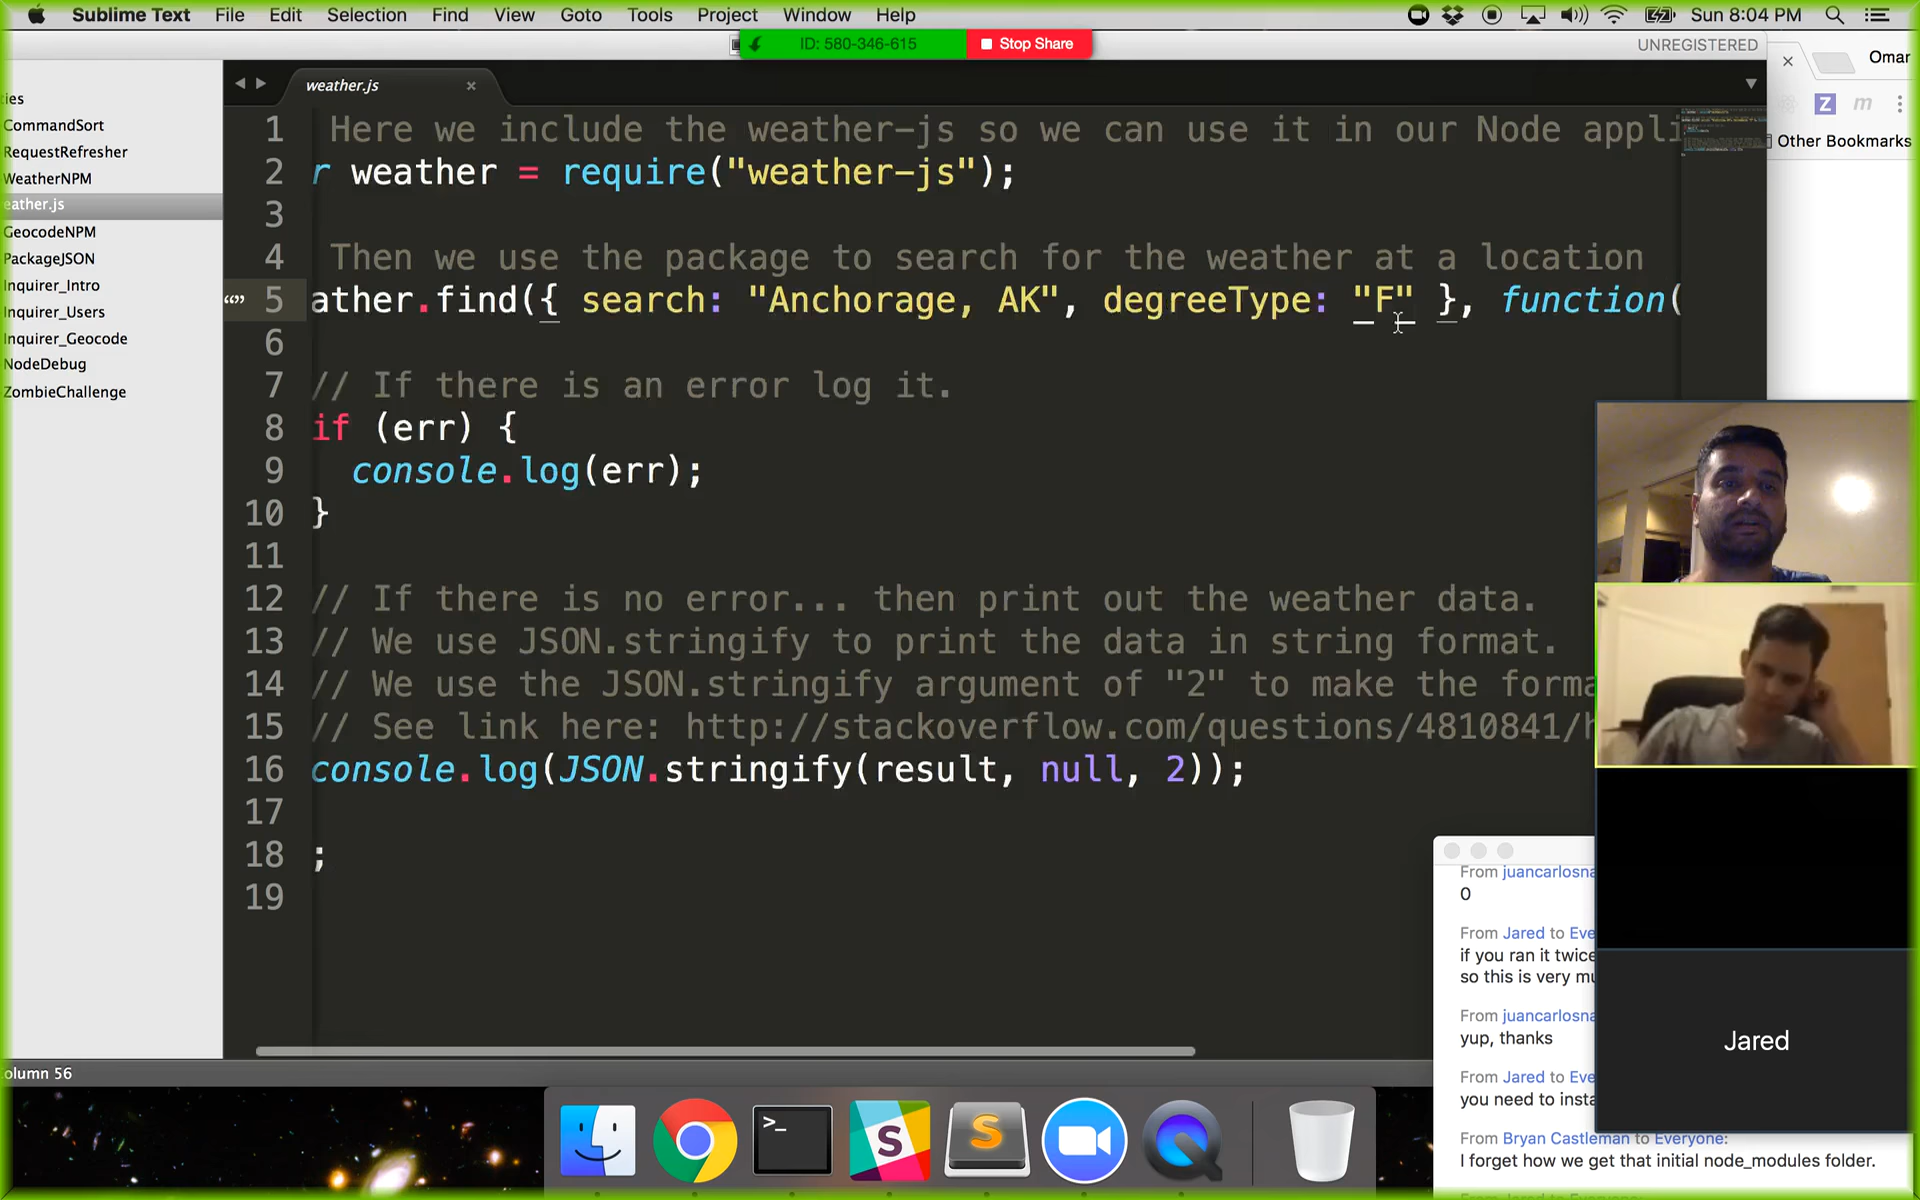 Sublime Text File Edit Selection Find View Goto Tools Project Window Help Sun 8:04 PM
ID: 580-346-615 Stop Share
UNREGISTERED
Omar
weather.js
Z m
Other Bookmarks
ies
CommandSort
RequestRefresher
WeatherNPM
eather.js
GeocodeNPM
PackageJSON
Inquirer_Intro
Inquirer_Users
Inquirer_Geocode
NodeDebug
ZombieChallenge
1 Here we include the weather-js so we can use it in our Node appli
2 r weather = require("weather-js");
3
4 Then we use the package to search for the weather at a location
5 ather.find({ search: "Anchorage, AK", degreeType: "F" }, function(
6
7 // If there is an error log it.
8 if (err) {
9 console.log(err);
10 }
11
12 // If there is no error... then print out the weather data.
13 // We use JSON.stringify to print the data in string format.
14 // We use the JSON.stringify argument of "2" to make the forma
15 // See link here: http://stackoverflow.com/questions/4810841/h
16 console.log(JSON.stringify(result, null, 2));
17
18 ;
19
olumn 56
From juancarlosna
0
From Jared to Eve
if you ran it twice
so this is very mu
From juancarlosna
yup, thanks
From Jared to Eve
you need to insta
From Bryan Castleman to Everyone:
I forget how we get that initial node_modules folder.
Jared